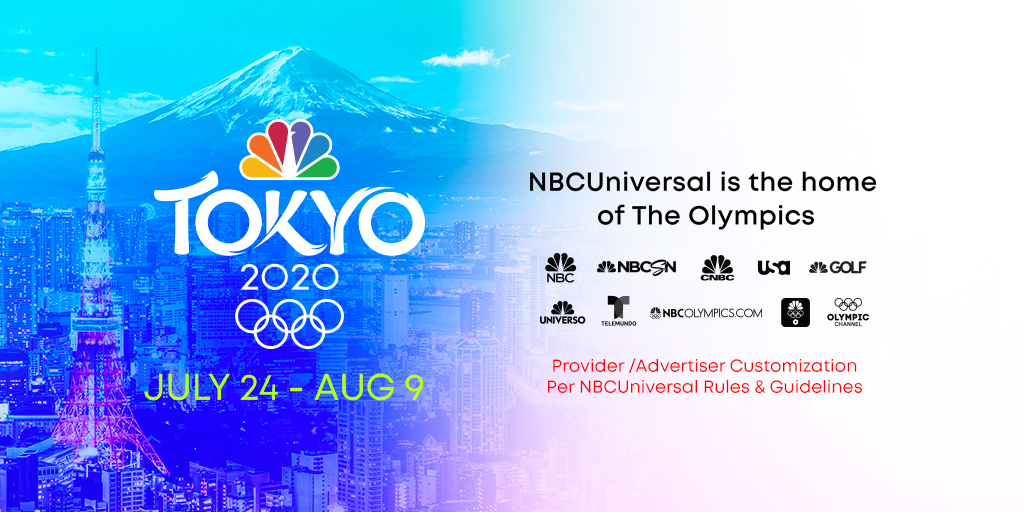 TOKYO
2020
JULY 24 - AUG 9
NBCUniversal is the home
of The Olympics
NBC
NBCSN
CNBC
USA
GOLF
UNIVERSO
TELEMUNDO
NBCOLYMPICS.COM
OLYMPIC
CHANNEL
Provider /Advertiser Customization
Per NBCUniversal Rules & Guidelines